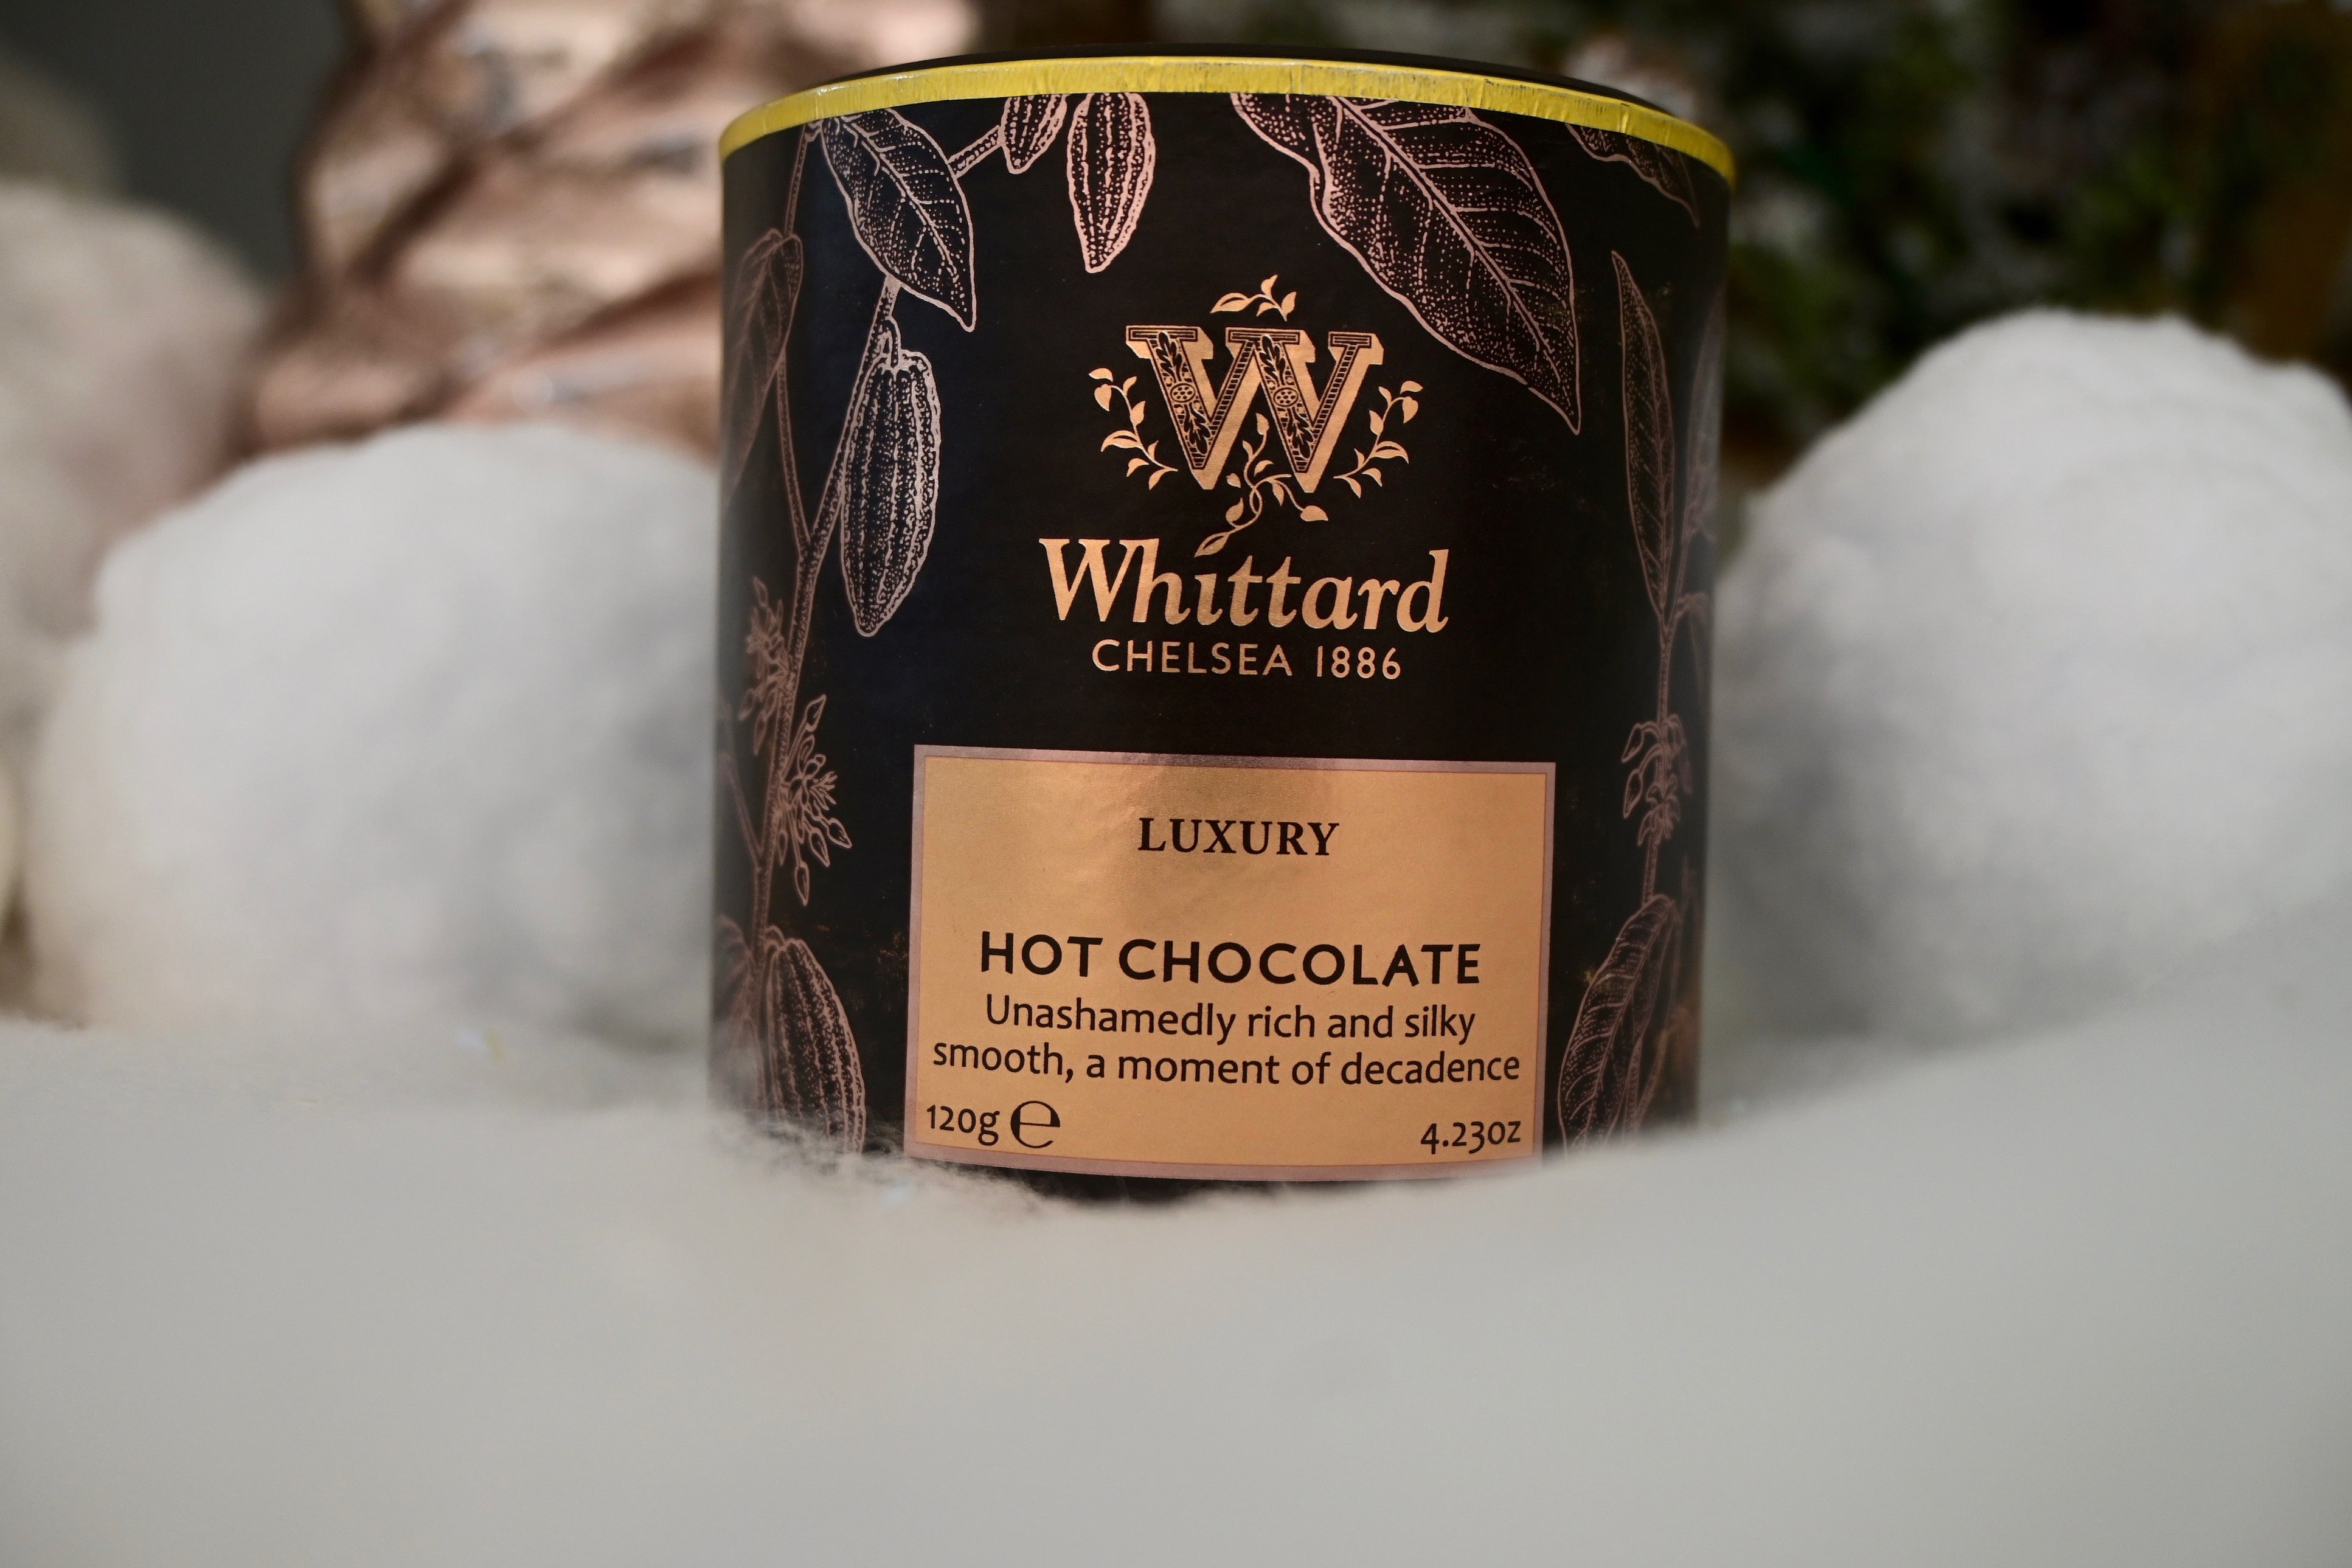 W
Whittard
CHELSEA 1886
LUXURY
HOT CHOCOLATE
Unashamedly rich and silky
smooth, a moment of decadence
120g ℮ 4.23oz